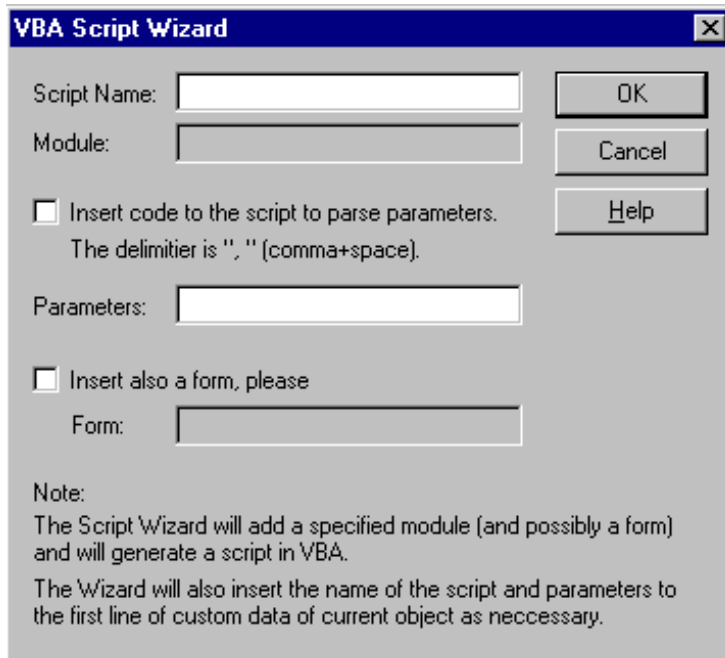 VBA Script Wizard
Script Name:
OK
Module:
Cancel
Insert code to the script to parse parameters.
Help
The delimitier is ", " (comma+space).
Parameters:
Insert also a form, please
Form:
Note:
The Script Wizard will add a specified module (and possibly a form)
and will generate a script in VBA.
The Wizard will also insert the name of the script and parameters to
the first line of custom data of current object as neccessary.